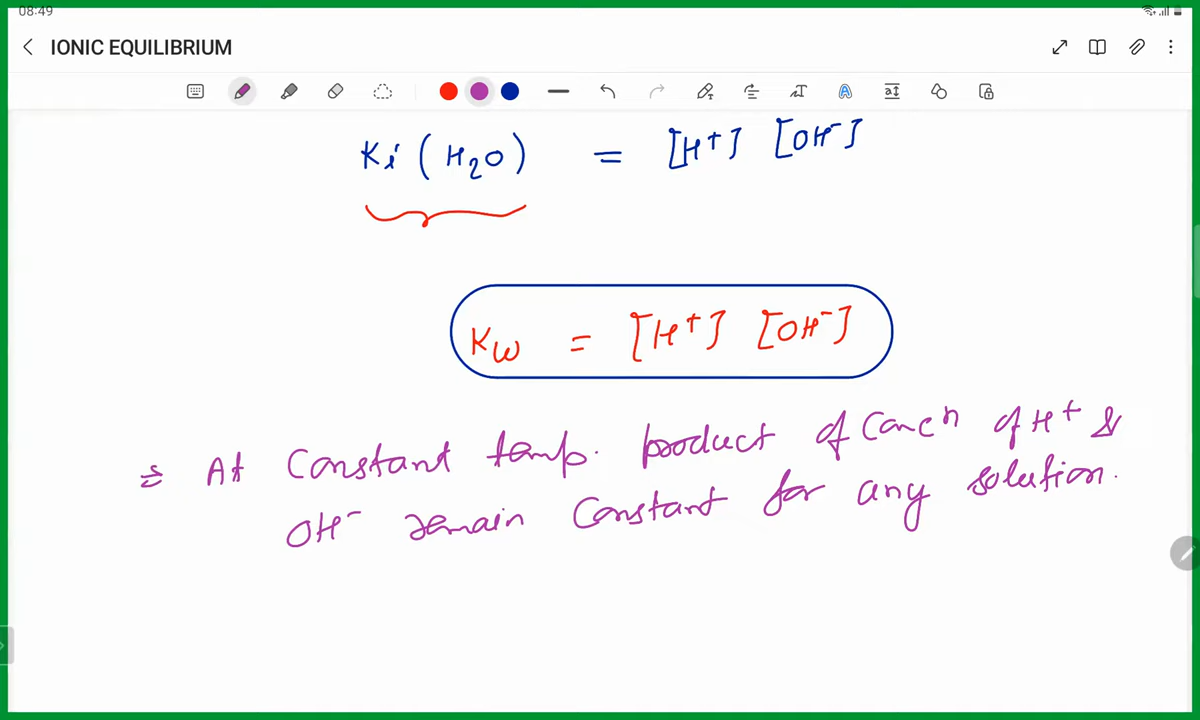 08:49
IONIC EQUILIBRIUM
Ki (H2O) = [H+] [OH-]
Kw = [H+] [OH-]
⇒ At constant temp. product of concn of H+ &
OH- remain constant for any solution.